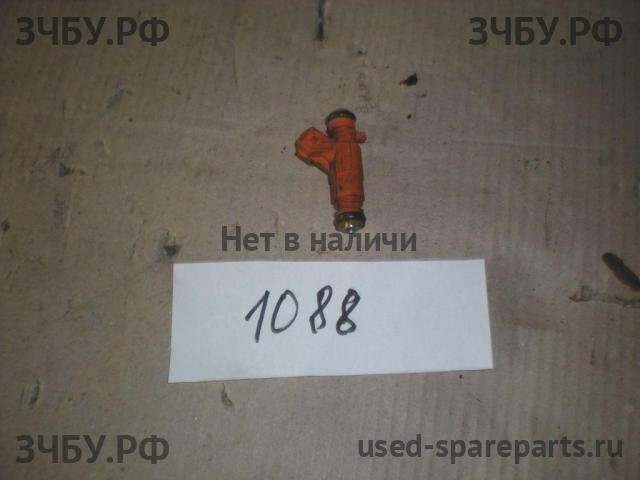 ЗЧБУ.РФ ЗЧБУ.РФ
Нет в наличи
1088
ЗЧБУ.РФ used-spareparts.ru